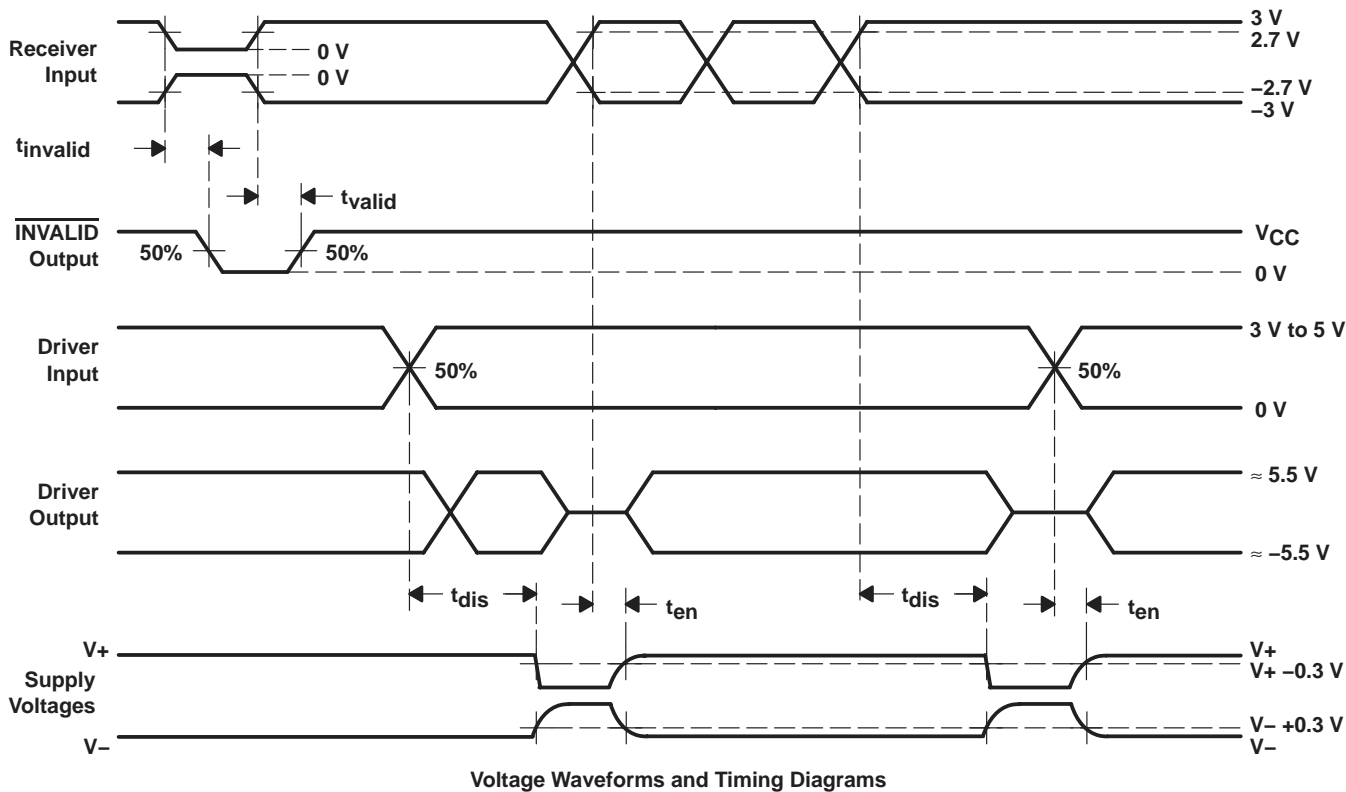 3 V
2.7 V
Receiver
Input
0 V
0 V
–2.7 V
–3 V
tinvalid
tvalid
INVALID
Output
50%
50%
VCC
0 V
Driver
Input
50%
50%
3 V to 5 V
0 V
Driver
Output
≈ 5.5 V
≈ –5.5 V
tdis
ten
tdis
ten
V+
Supply
Voltages
V–
V+
V+ –0.3 V
V– +0.3 V
V–
Voltage Waveforms and Timing Diagrams